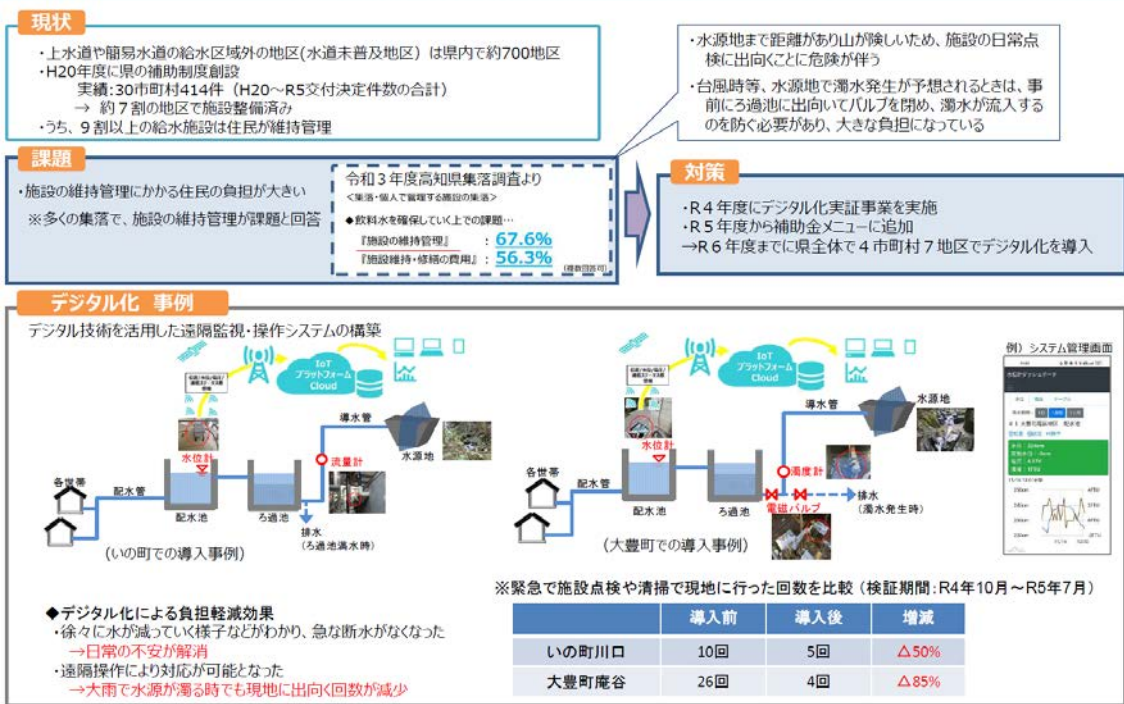 現状
・上水道や簡易水道の給水区域外の地区(水道未普及地区）は県内で約700地区
・H20年度に県の補助制度創設
実績:30市町村414件（H20～R5交付決定件数の合計）
→ 約７割の地区で施設整備済み
・うち、９割以上の給水施設は住民が維持管理
・水源地まで距離があり山が険しいため、施設の日常点
検に出向くことに危険が伴う
・台風時等、水源地で濁水発生が予想されるときは、事
前にろ過池に出向いてバルブを閉め、濁水が流入する
のを防ぐ必要があり、大きな負担になっている
課題
・施設の維持管理にかかる住民の負担が大きい
※多くの集落で、施設の維持管理が課題と回答
令和３年度高知県集落調査より
＜集落・個人で管理する施設の集落＞
◆飲料水を確保していく上での課題…
『施設の維持管理』 ：67.6%
『施設維持・修繕の費用』：56.3%
(複数回答可)
対策
・R４年度にデジタル化実証事業を実施
・R５年度から補助金メニューに追加
→R６年度までに県全体で４市町村７地区でデジタル化を導入
デジタル化 事例
デジタル技術を活用した遠隔監視・操作システムの構築
IoT
プラットフォーム
Cloud
導水管
水源地
水位計
流量計
各世帯
配水管
配水池
ろ過池
排水
（ろ過池満水時）
（いの町での導入事例）
IoT
プラットフォーム
Cloud
導水管
水源地
水位計
濁度計
各世帯
配水管
配水池
ろ過池
電磁バルブ
排水
（濁水発生時）
（大豊町での導入事例）
例）システム管理画面
◆デジタル化による負担軽減効果
・徐々に水が減っていく様子などがわかり、急な断水がなくなった
→日常の不安が解消
・遠隔操作により対応が可能となった
→大雨で水源が濁る時でも現地に出向く回数が減少
※緊急で施設点検や清掃で現地に行った回数を比較（検証期間：R4年10月～R5年7月）
導入前 導入後 増減
いの町川口 10回 5回 △50%
大豊町庵谷 26回 4回 △85%